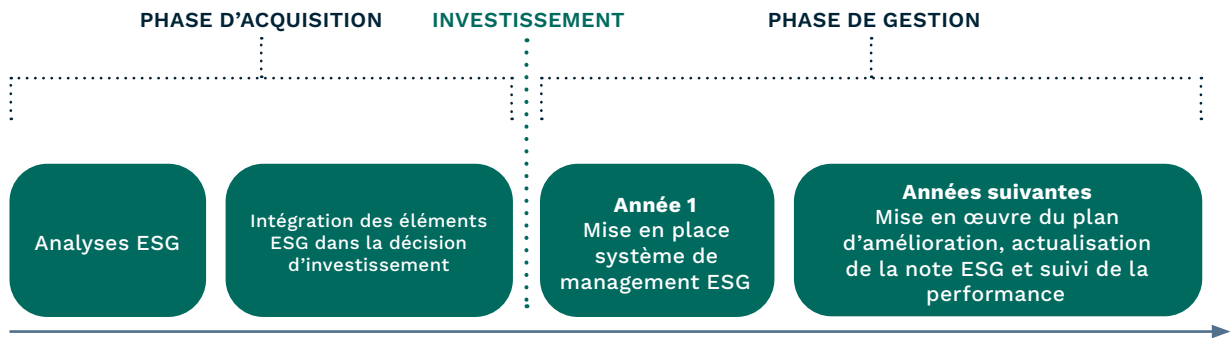 PHASE D’ACQUISITION
INVESTISSEMENT
PHASE DE GESTION
Analyses ESG
Intégration des éléments
ESG dans la décision
d’investissement
Année 1
Mise en place
système de
management ESG
Années suivantes
Mise en œuvre du plan
d’amélioration, actualisation
de la note ESG et suivi de la
performance